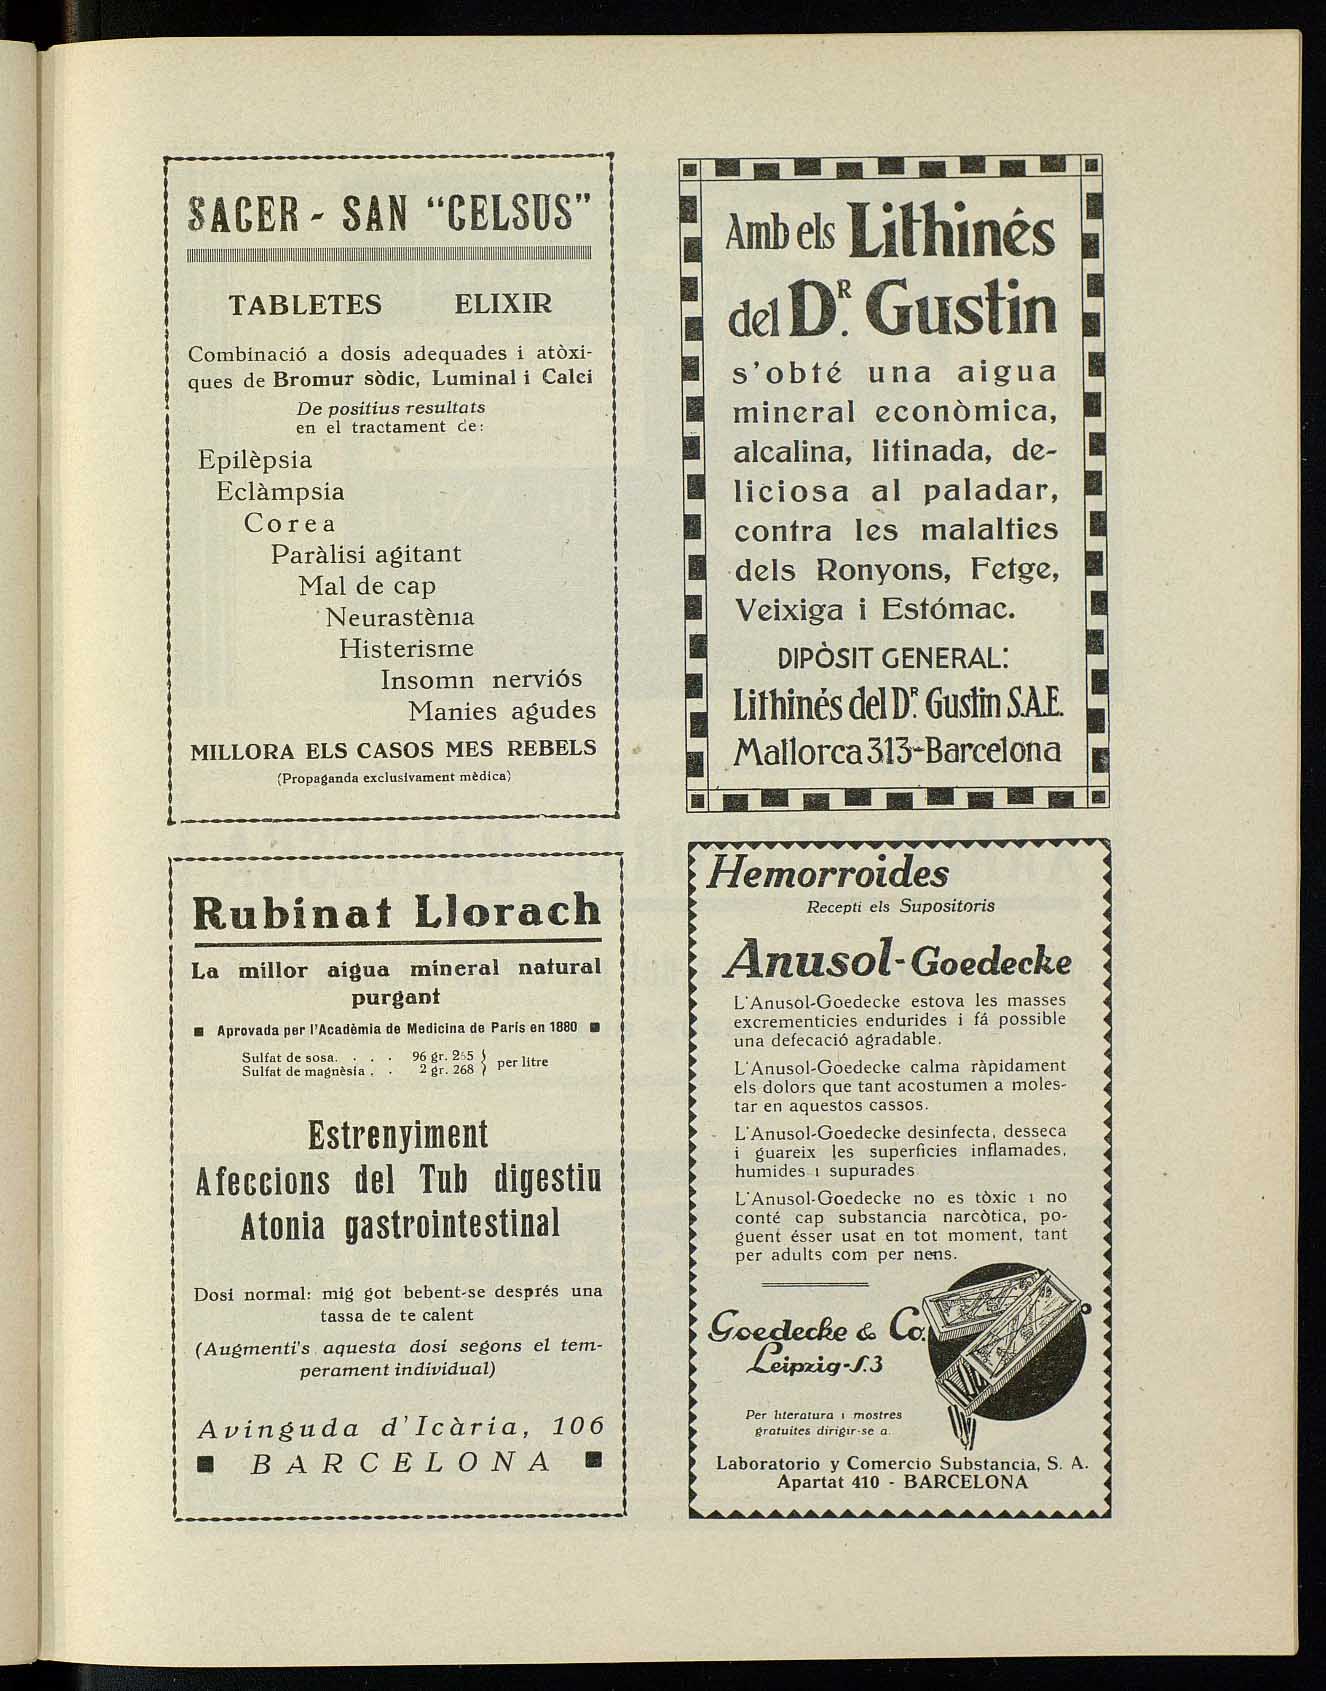 SACER - SAN "CELSUS"
TABLETES ELIXIR
Combinació a dosis adequades i atòxi-
ques de Bromur sòdic, Luminal i Calci
De positius resultats
en el tractament de:
Epilèpsia
Eclàmpsia
Corea
Paràlisi agitant
Mal de cap
Neurastènia
Histerisme
Insomn nerviós
Manies agudes
MILLORA ELS CASOS MES REBELS
(Propaganda exclusivament mèdica)
Amb els Lithinés
del DR. Gustin
s'obté una aigua
mineral econòmica,
alcalina, litinada, de-
liciosa al paladar,
contra les malalties
dels Ronyons, Fetge,
Veixiga i Estómac.
DIPÒSIT GENERAL:
Lithinés del DR. Gustin S.A.E.
Mallorca 313-Barcelona
Rubinat Llorach
La millor aigua mineral natural
purgant
■ Aprovada per l'Acadèmia de Medicina de París en 1880 ■
Sulfat de sosa. . . . 96 gr. 265 } per litre
Sulfat de magnèsia . . 2 gr. 268
Estrenyiment
Afeccions del Tub digestiu
Atonia gastrointestinal
Dosi normal: mig got bebent-se després una
tassa de te calent
(Augmenti's aquesta dosi segons el tem-
perament individual)
Avinguda d'Icària, 106
■ BARCELONA ■
Hemorroides
Recepti els Supositoris
Anusol-Goedecke
L'Anusol-Goedecke estova les masses
excrementicies endurides i fá possible
una defecació agradable.
L'Anusol-Goedecke calma ràpidament
els dolors que tant acostumen a moles-
tar en aquestos cassos.
L'Anusol-Goedecke desinfecta, desseca
i guareix les superficies inflamades,
humides i supurades
L'Anusol-Goedecke no es tòxic i no
conté cap substancia narcòtica, po-
guent ésser usat en tot moment, tant
per adults com per nens.
Goedecke & Co.
Leipzig-S.3
Per literatura i mostres
gratuites dirigir-se a
Laboratorio y Comercio Substancia, S. A.
Apartat 410 - BARCELONA